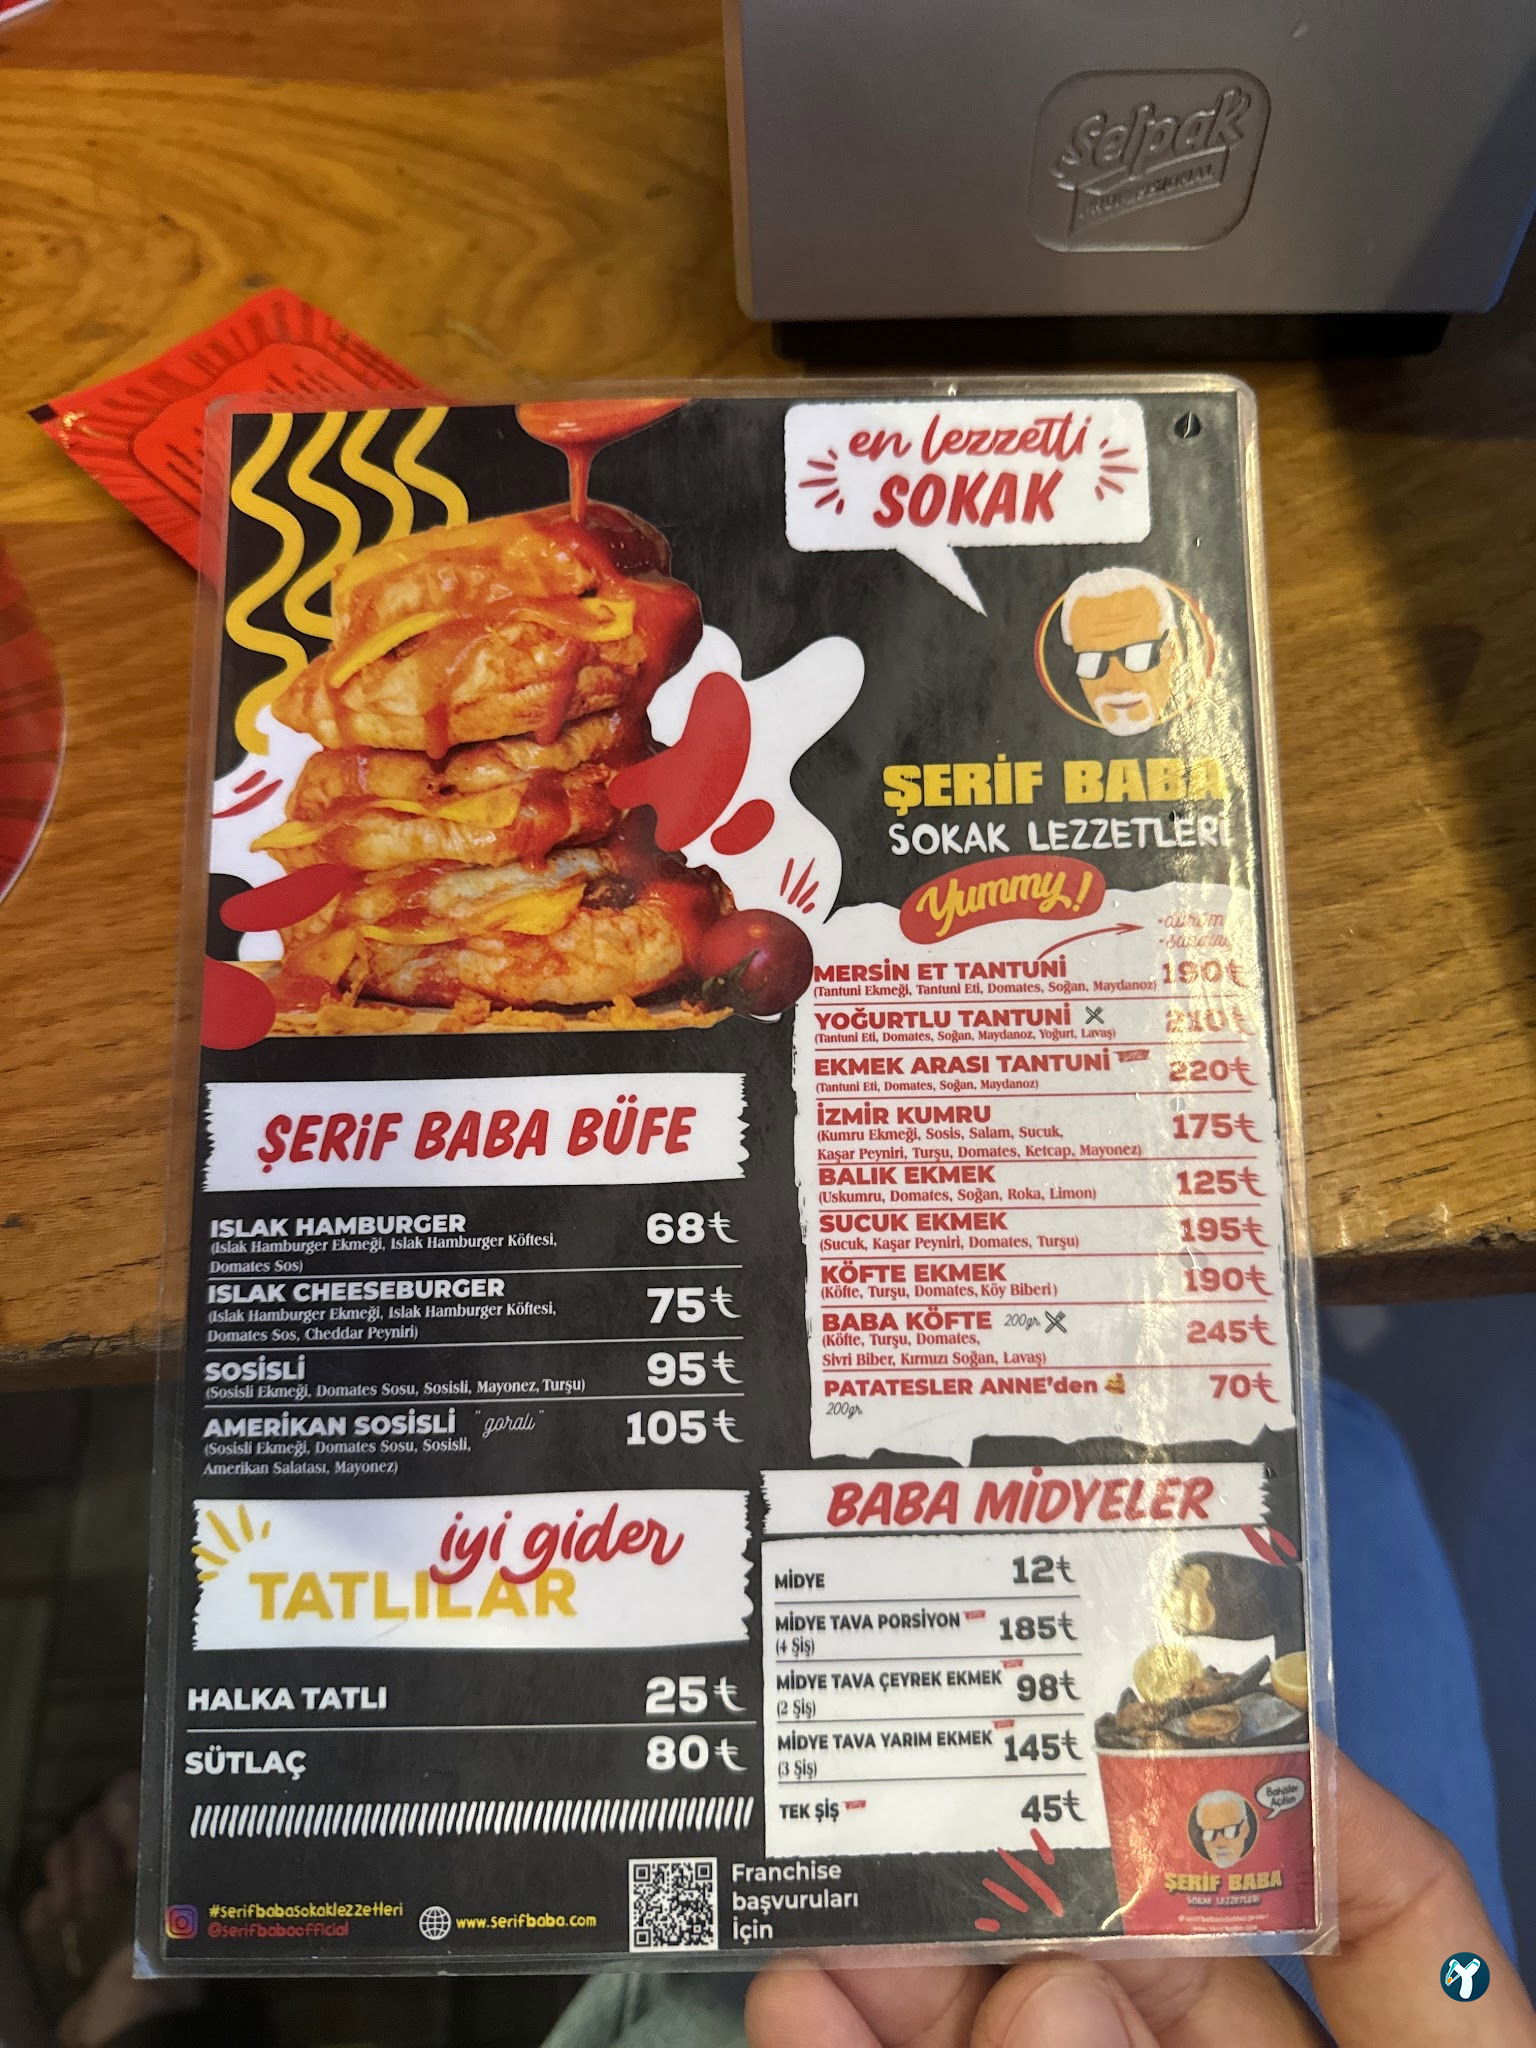 Selpak
PROFESSIONAL
en lezzetli
SOKAK
ŞERİF BABA
SOKAK LEZZETLERİ
Yummy!
•dürüm
MERSİN ET TANTUNİ 190₺
(Tantuni Ekmeği, Tantuni Eti, Domates, Soğan, Maydanoz)
YOĞURTLU TANTUNİ 210₺
(Tantuni Eti, Domates, Soğan, Maydanoz, Yoğurt, Lavaş)
EKMEK ARASI TANTUNİ 220₺
(Tantuni Eti, Domates, Soğan, Maydanoz)
İZMİR KUMRU 175₺
(Kumru Ekmeği, Sosis, Salam, Sucuk,
Kaşar Peyniri, Turşu, Domates, Ketcap, Mayonez)
BALIK EKMEK 125₺
(Uskumru, Domates, Soğan, Roka, Limon)
SUCUK EKMEK 195₺
(Sucuk, Kaşar Peyniri, Domates, Turşu)
KÖFTE EKMEK 190₺
(Köfte, Turşu, Domates, Köy Biberi)
BABA KÖFTE 200gr. 245₺
(Köfte, Turşu, Domates,
Sivri Biber, Kırmızı Soğan, Lavaş)
PATATESLER ANNE'den 70₺
200gr.
ŞERİF BABA BÜFE
ISLAK HAMBURGER 68₺
(Islak Hamburger Ekmeği, Islak Hamburger Köftesi,
Domates Sos)
ISLAK CHEESEBURGER 75₺
(Islak Hamburger Ekmeği, Islak Hamburger Köftesi,
Domates Sos, Cheddar Peyniri)
SOSİSLİ 95₺
(Sosisli Ekmeği, Domates Sosu, Sosisli, Mayonez, Turşu)
AMERİKAN SOSİSLİ "goralı" 105₺
(Sosisli Ekmeği, Domates Sosu, Sosisli,
Amerikan Salatası, Mayonez)
iyi gider
TATLILAR
HALKA TATLI 25₺
SÜTLAÇ 80₺
BABA MİDYELER
MİDYE 12₺
MİDYE TAVA PORSİYON 185₺
(4 Şiş)
MİDYE TAVA ÇEYREK EKMEK 98₺
(2 Şiş)
MİDYE TAVA YARIM EKMEK 145₺
(3 Şiş)
TEK ŞİŞ 45₺
Bahisler
Açılsın
ŞERİF BABA
SOKAK LEZZETLERİ
#serifbabasokaklezzetleri
@serifbabaofficial
www.serifbaba.com
Franchise
başvuruları
İçin